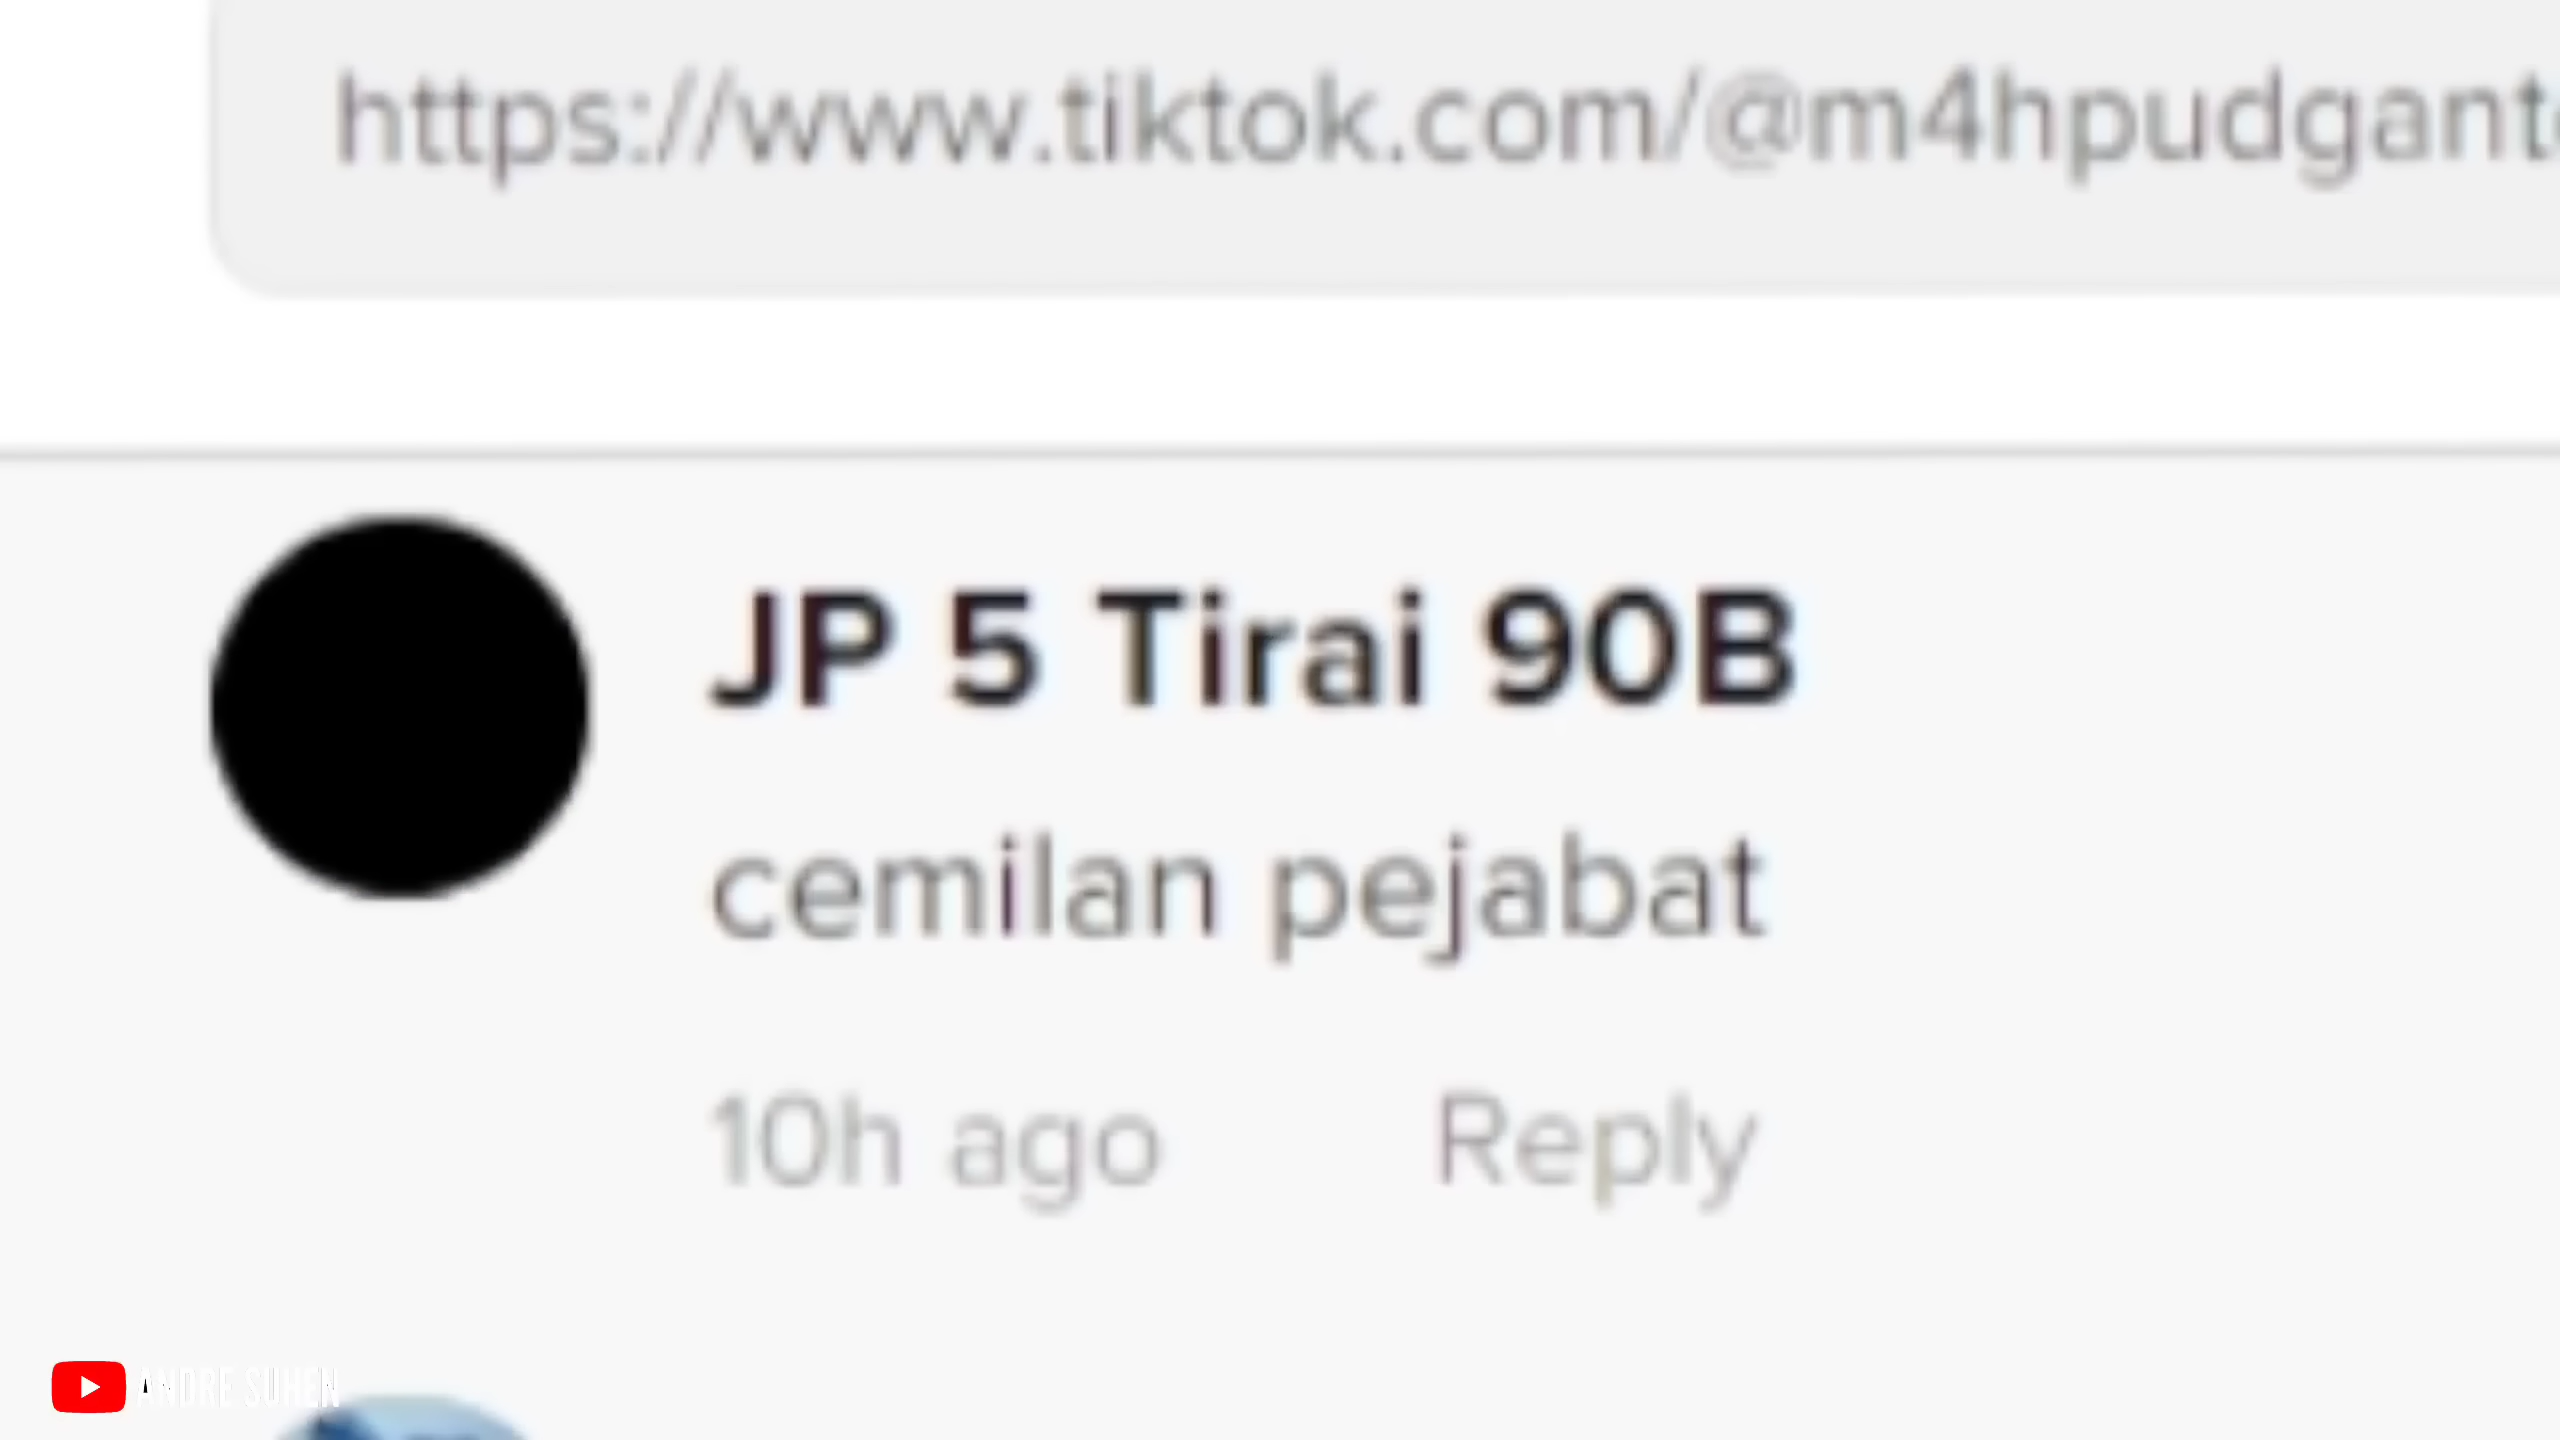 https://www.tiktok.com/@m4hpudgant
JP 5 Tirai 90B
cemilan pejabat
10h ago Reply
ANDRE SUHEN